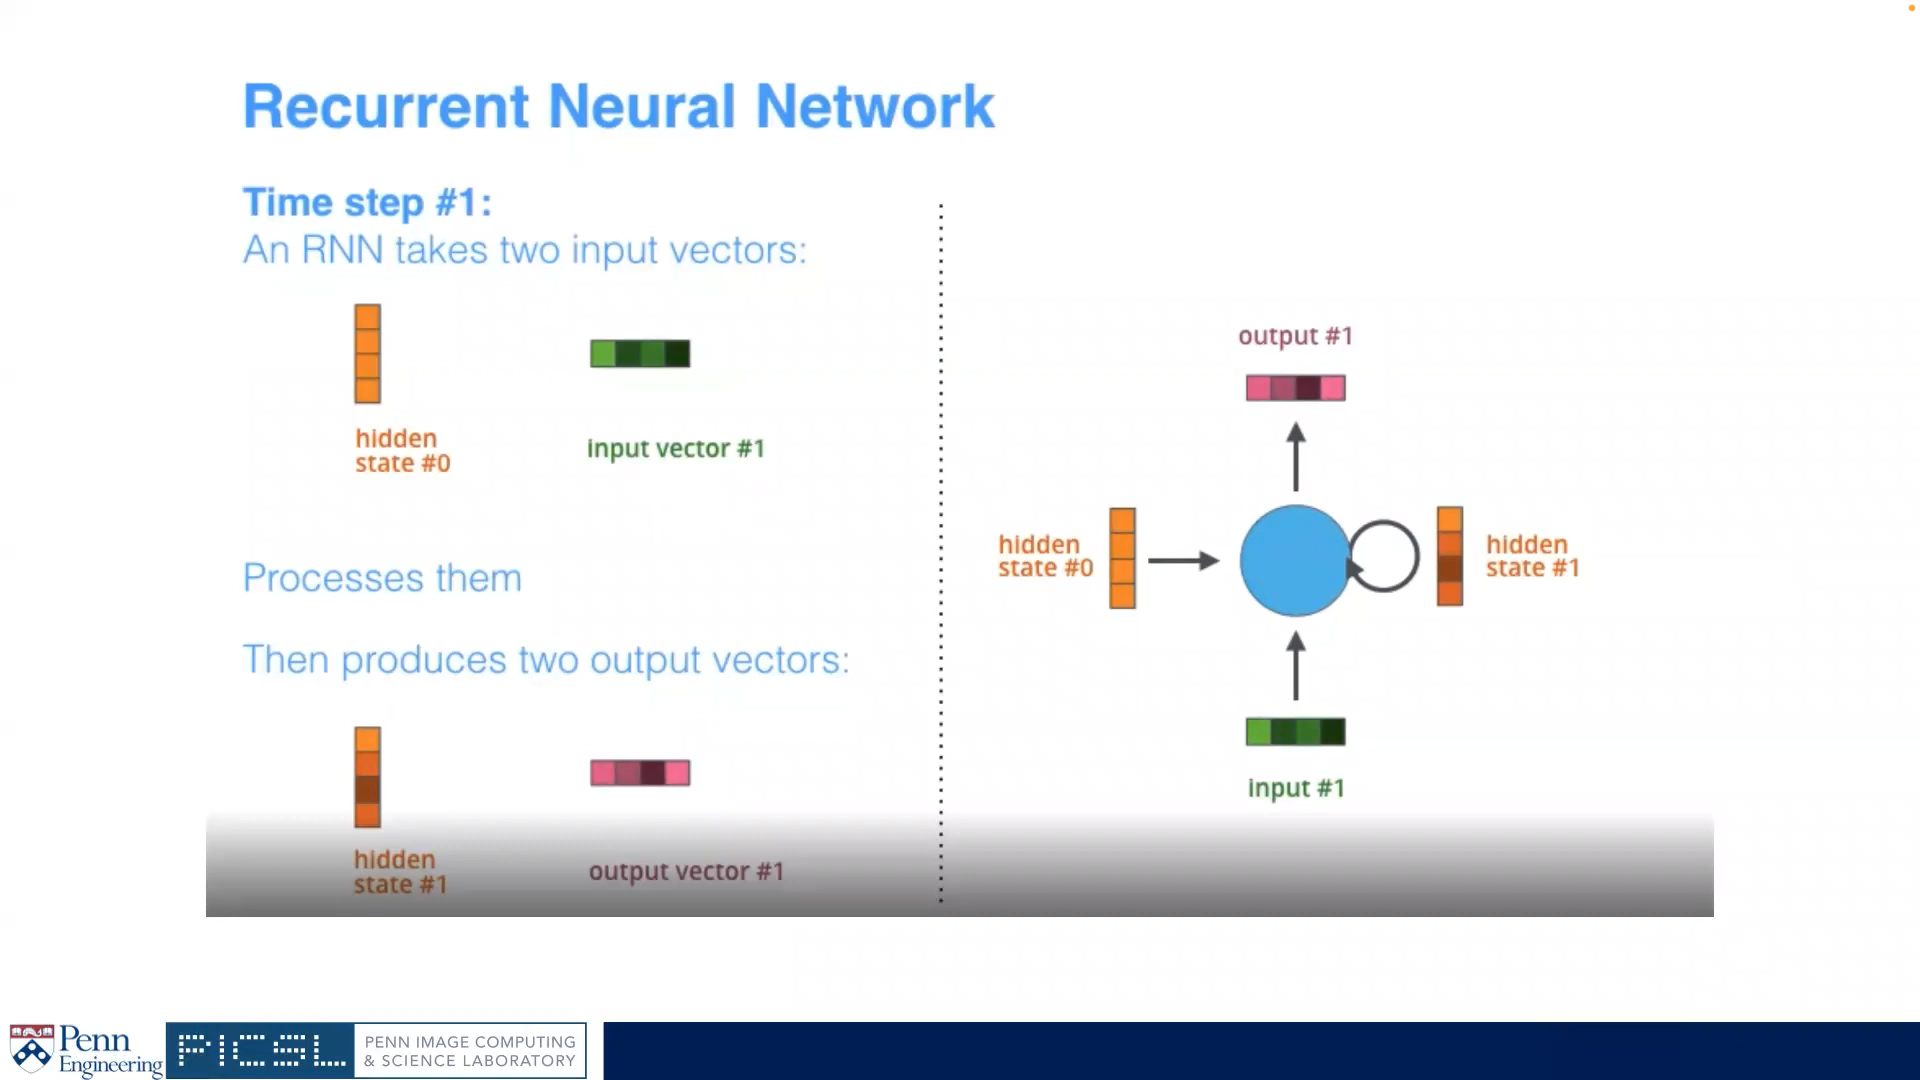 Recurrent Neural Network
Time step #1:
An RNN takes two input vectors:
hidden
state #0
input vector #1
Processes them
Then produces two output vectors:
hidden
state #1
output vector #1
output #1
hidden
state #0
hidden
state #1
input #1
Penn
Engineering
PICSL
PENN IMAGE COMPUTING
& SCIENCE LABORATORY